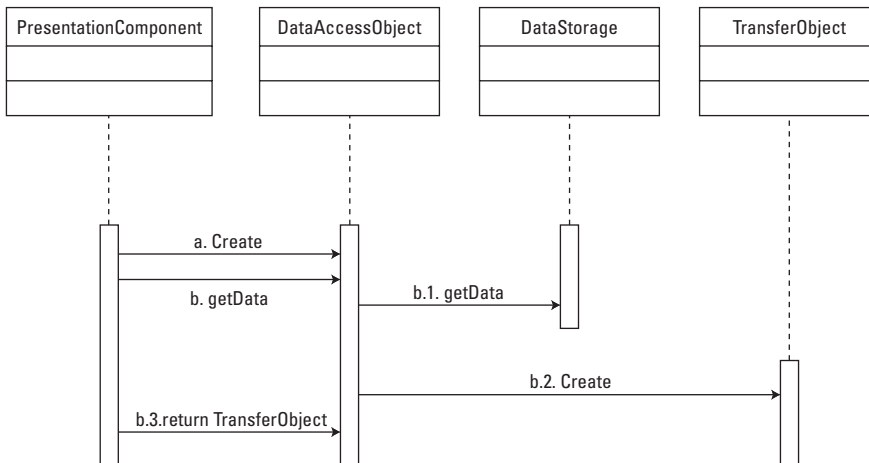 PresentationComponent
DataAccessObject
DataStorage
TransferObject
a. Create
b. getData
b.1. getData
b.2. Create
b.3.return TransferObject